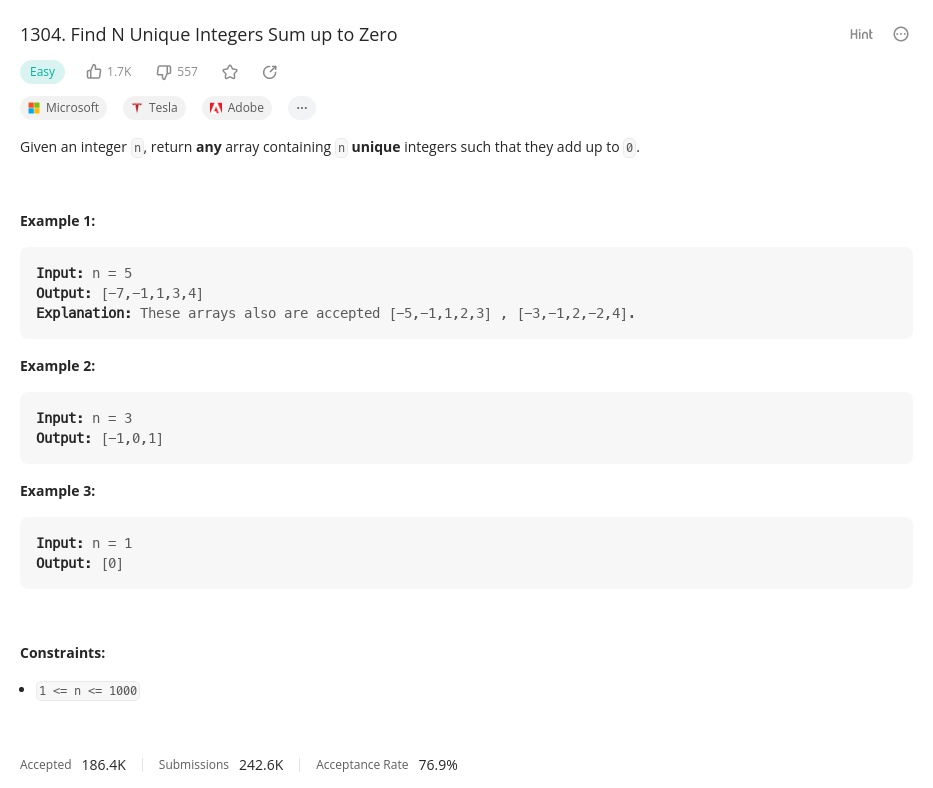 1304. Find N Unique Integers Sum up to Zero
Hint
Easy 1.7K 557
Microsoft Tesla Adobe ...
Given an integer n, return any array containing n unique integers such that they add up to 0.
Example 1:
Input: n = 5
Output: [-7,-1,1,3,4]
Explanation: These arrays also are accepted [-5,-1,1,2,3] , [-3,-1,2,-2,4].
Example 2:
Input: n = 3
Output: [-1,0,1]
Example 3:
Input: n = 1
Output: [0]
Constraints:
• 1 <= n <= 1000
Accepted 186.4K Submissions 242.6K Acceptance Rate 76.9%